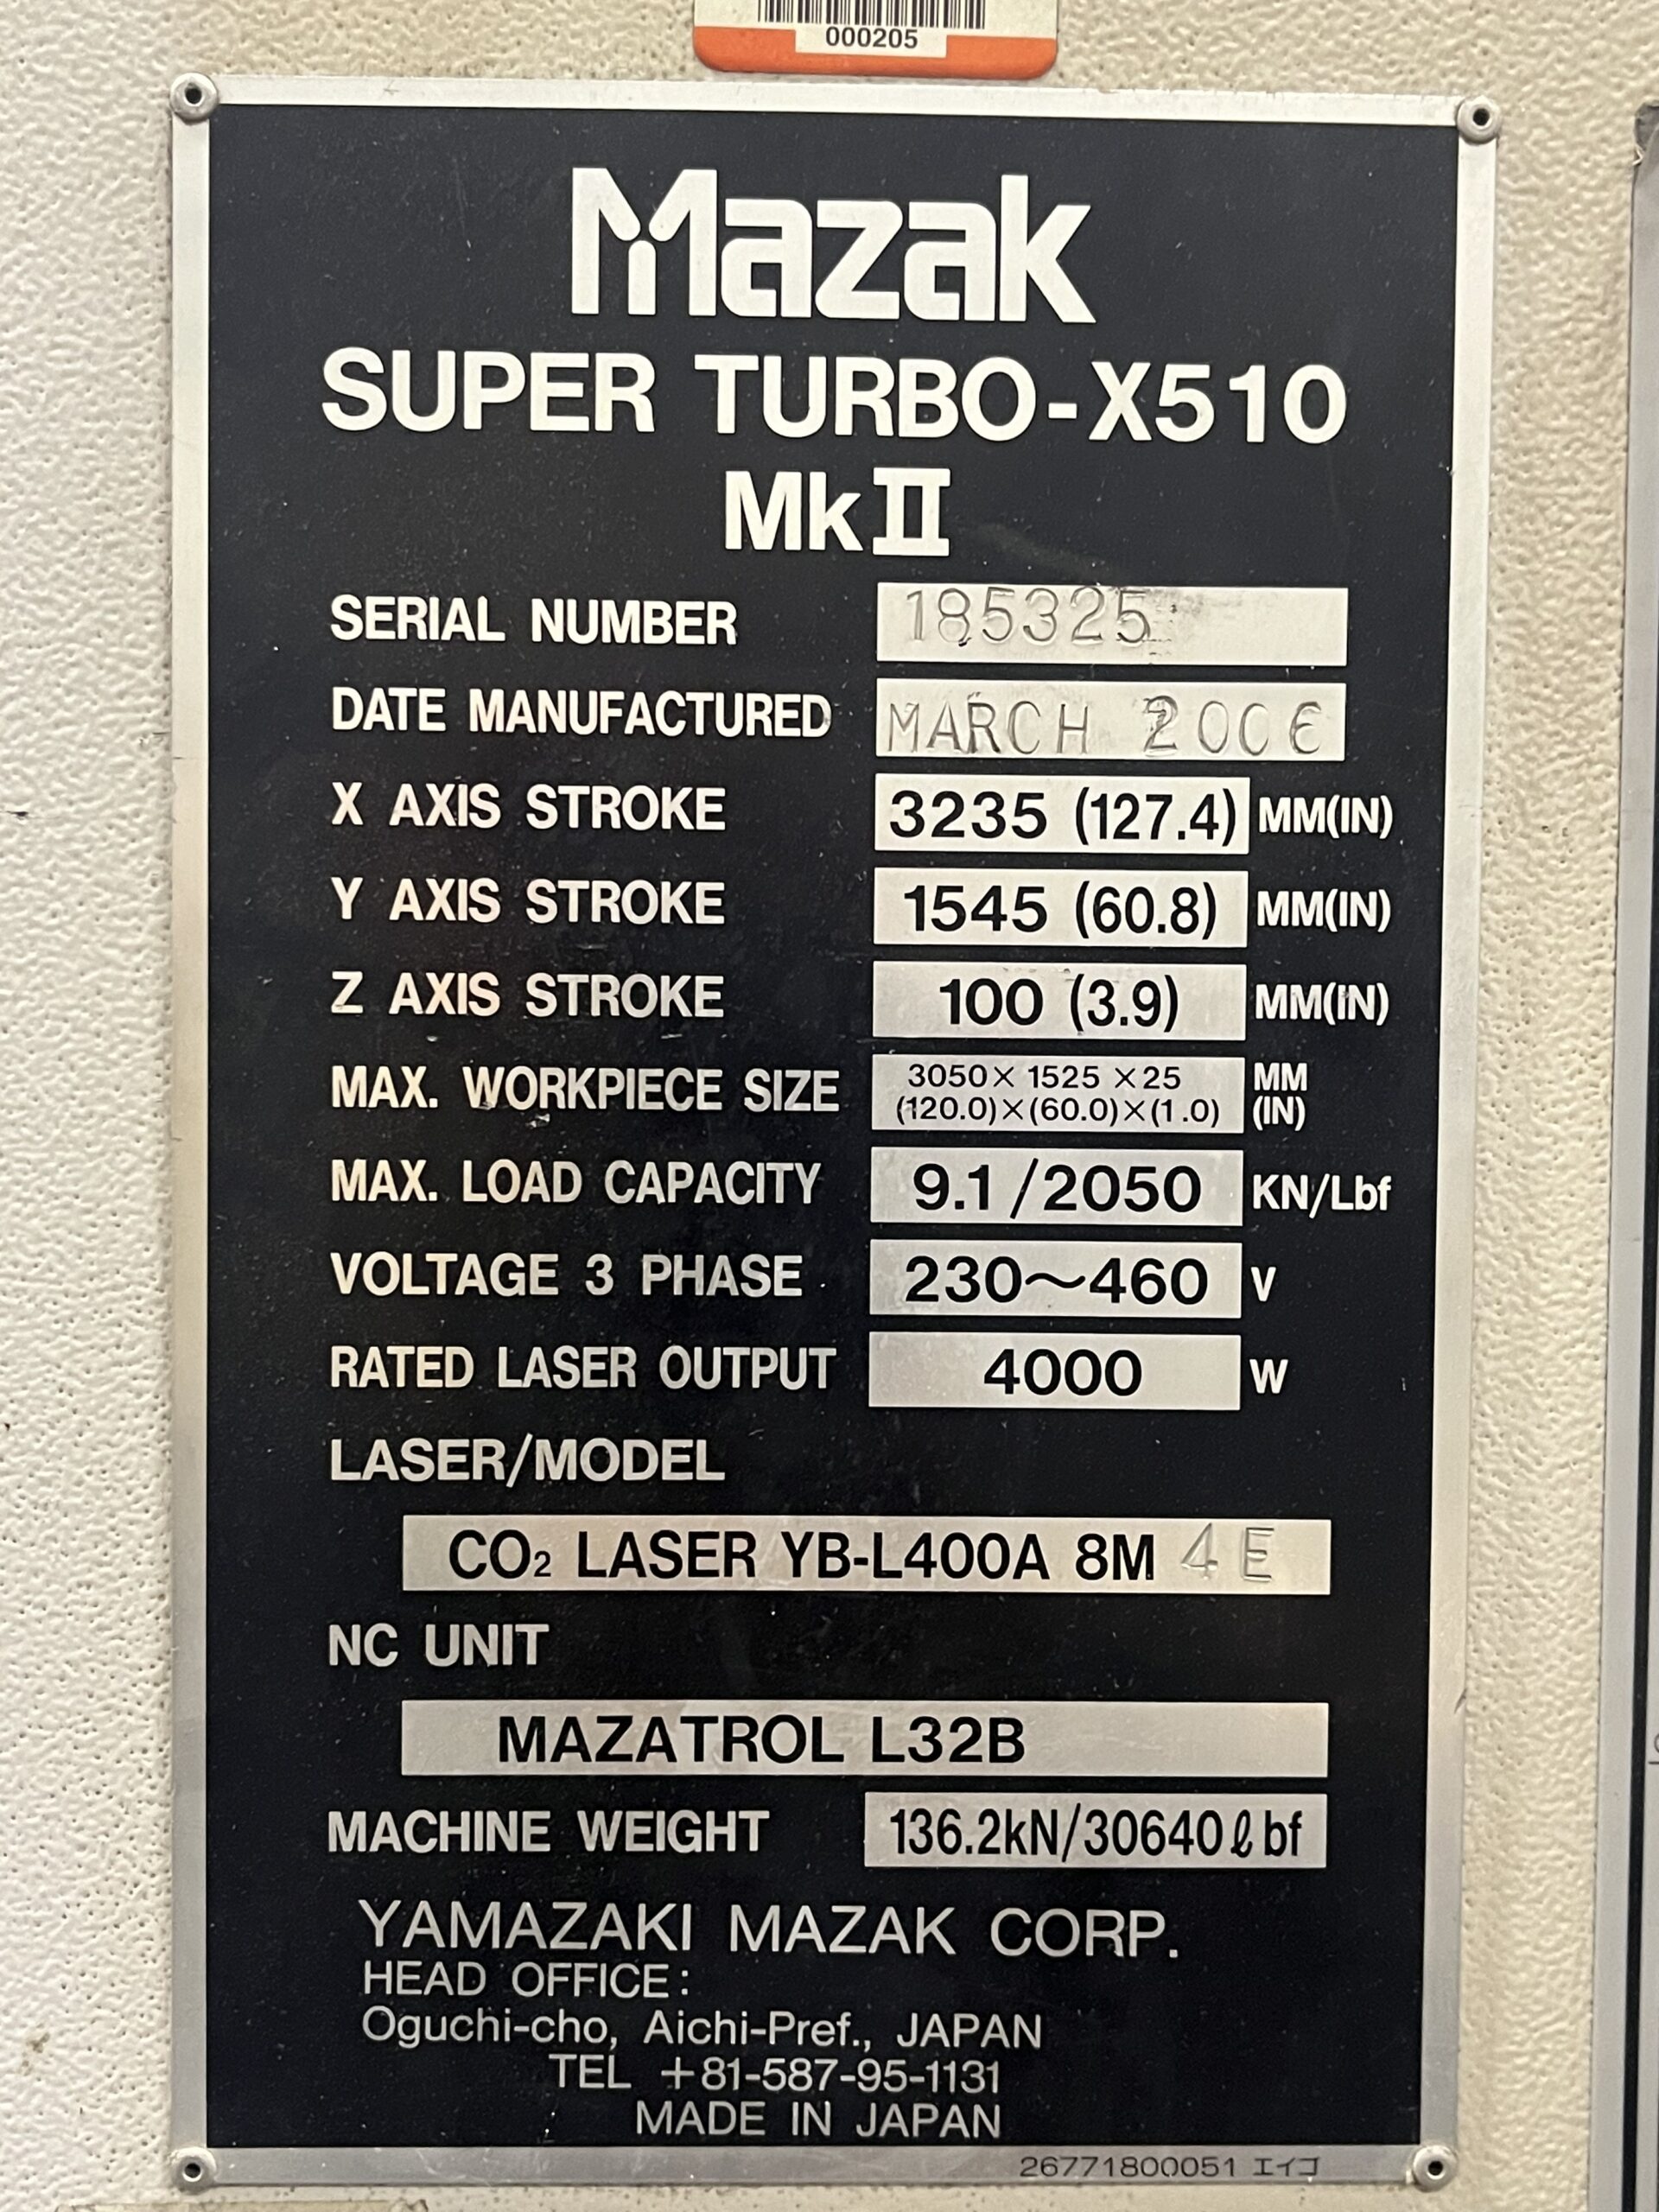 000205
Mazak
SUPER TURBO-X510
MkⅡ
SERIAL NUMBER 185325
DATE MANUFACTURED MARCH 2006
X AXIS STROKE 3235 (127.4) MM(IN)
Y AXIS STROKE 1545 (60.8) MM(IN)
Z AXIS STROKE 100 (3.9) MM(IN)
MAX. WORKPIECE SIZE 3050×1525×25 MM
(120.0)×(60.0)×(1.0) (IN)
MAX. LOAD CAPACITY 9.1/2050 KN/Lbf
VOLTAGE 3 PHASE 230～460 V
RATED LASER OUTPUT 4000 W
LASER/MODEL
CO₂ LASER YB-L400A 8M 4E
NC UNIT
MAZATROL L32B
MACHINE WEIGHT 136.2kN/30640ℓbf
YAMAZAKI MAZAK CORP.
HEAD OFFICE:
Oguchi-cho, Aichi-Pref., JAPAN
TEL +81-587-95-1131
MADE IN JAPAN
26771800051 エイゴ